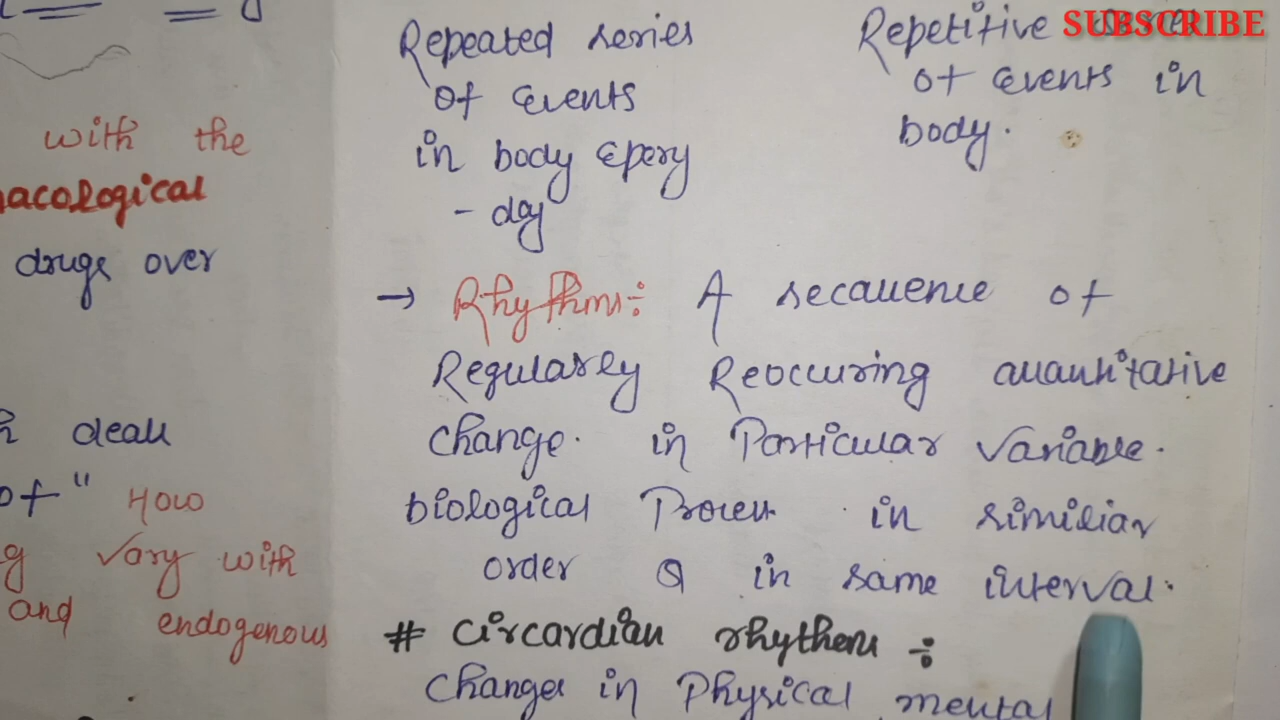 with the
macological
drugs over
deals
of " How
vary with
and endogenous
Repeated series
of Events
in body Every
- day
Repetitive
of Events in
body.
SUBSCRIBE
→ Rhythms:- A secquence of
Regularly Reoccuring quantitative
change. in Particular Variable.
biological Process in similiar
order & in same interval.
# Circardian rhythem ÷
Changes in Physical mental